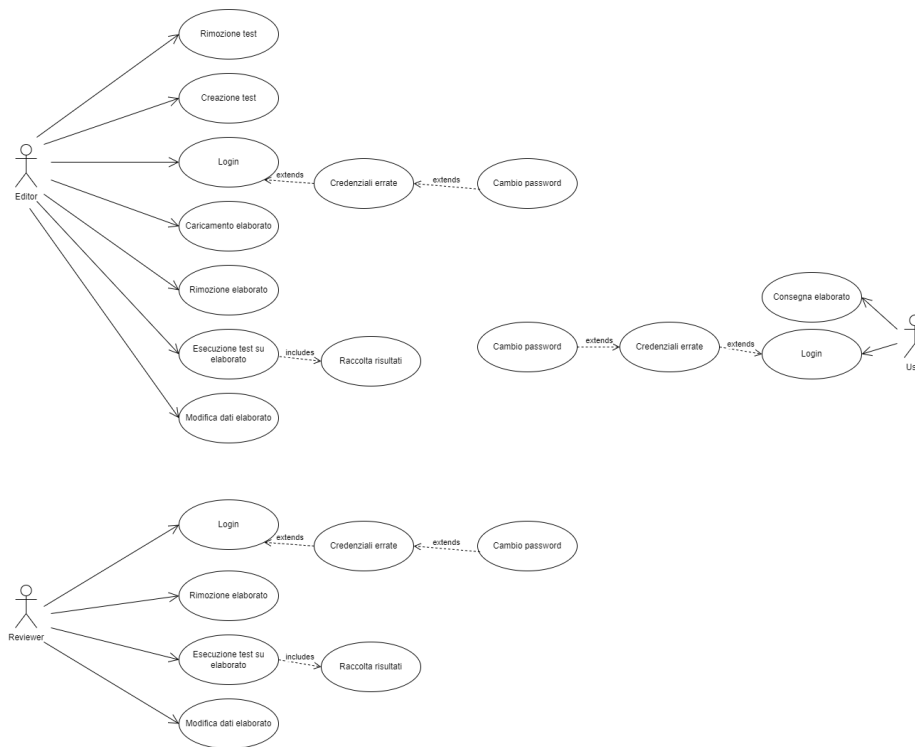 Rimozione test
Creazione test
Login
extends
Credenziali errate
extends
Cambio password
Editor
Caricamento elaborato
Rimozione elaborato
Esecuzione test su
elaborato
includes
Raccolta risultati
Modifica dati elaborato
Consegna elaborato
Cambio password
extends
Credenziali errate
extends
Login
Us
Login
extends
Credenziali errate
extends
Cambio password
Rimozione elaborato
Reviewer
Esecuzione test su
elaborato
includes
Raccolta risultati
Modifica dati elaborato